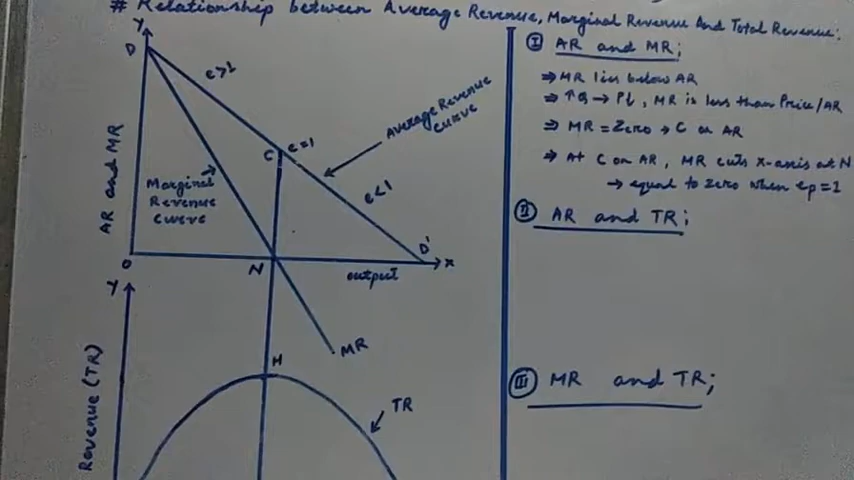 # Relationship between Average Revenue, Marginal Revenue And Total Revenue:
Y
D
e>1
C e=1
Average Revenue
curve
AR and MR
Marginal
Revenue
curve
e<1
D'
O
N
output
X
Y
MR
H
TR
Revenue (TR)
I AR and MR;
⇒ MR lies below AR
⇒ ↑Q → P↓, MR is less than Price/AR
⇒ MR = Zero → C on AR
⇒ At C on AR, MR cuts x-axis at N
→ equal to zero when ep=1
II AR and TR;
III MR and TR;